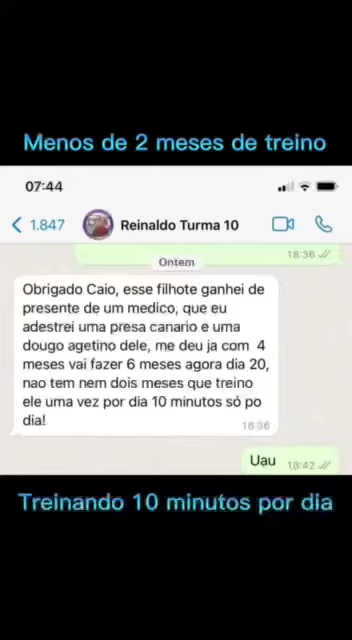 Menos de 2 meses de treino
07:44
1.847 Reinaldo Turma 10
18:36
Ontem
Obrigado Caio, esse filhote ganhei de
presente de um medico, que eu
adestrei uma presa canario e uma
dougo agetino dele, me deu ja com 4
meses vai fazer 6 meses agora dia 20,
nao tem nem dois meses que treino
ele uma vez por dia 10 minutos só po
dia!
18:36
Uau 18:42
Treinando 10 minutos por dia